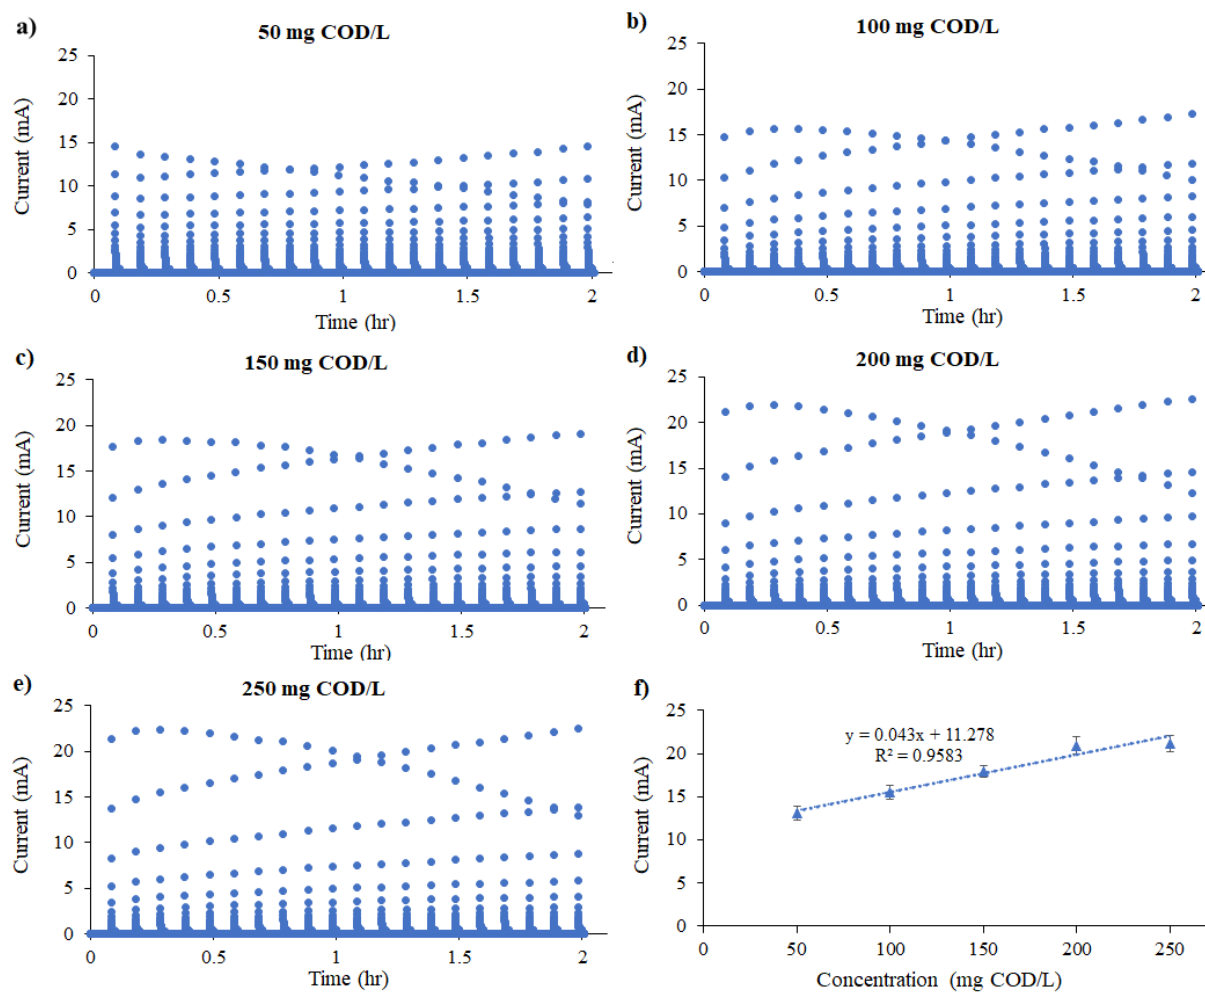 a)
50 mg COD/L
25
20
15
10
5
0
Current (mA)
0 0.5 1 1.5 2
Time (hr)
b)
100 mg COD/L
25
20
15
10
5
0
Current (mA)
0 0.5 1 1.5 2
Time (hr)
c)
150 mg COD/L
25
20
15
10
5
0
Current (mA)
0 0.5 1 1.5 2
Time (hr)
d)
200 mg COD/L
25
20
15
10
5
0
Current (mA)
0 0.5 1 1.5 2
Time (hr)
e)
250 mg COD/L
25
20
15
10
5
0
Current (mA)
0 0.5 1 1.5 2
Time (hr)
f)
25
20
15
10
5
0
Current (mA)
y = 0.043x + 11.278
R² = 0.9583
0 50 100 150 200 250
Concentration (mg COD/L)